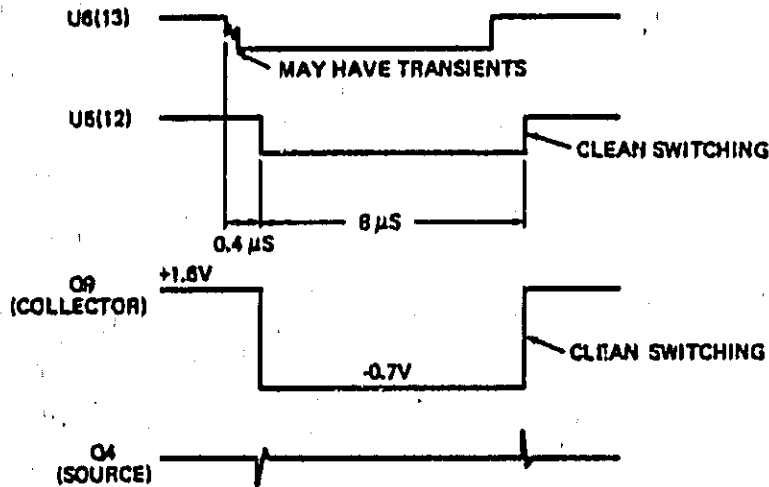 U6(13)
MAY HAVE TRANSIENTS
U5(12)
CLEAN SWITCHING
8 µS
0.4 µS
+1.6V
Q9
(COLLECTOR)
CLEAN SWITCHING
-0.7V
Q4
(SOURCE)